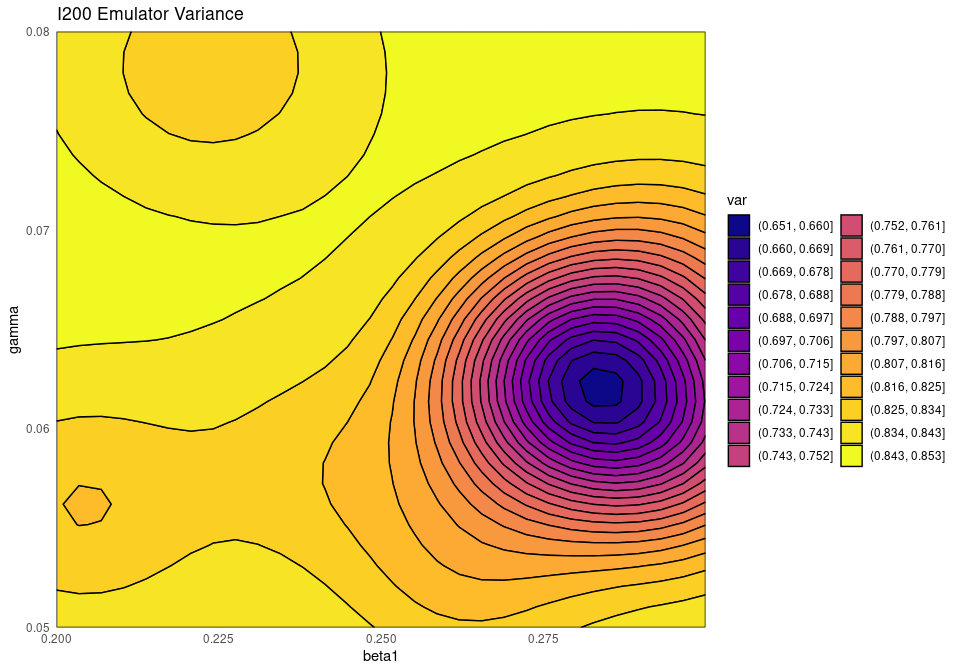 I200 Emulator Variance
0.08
0.07
0.06
0.05
gamma
0.200 0.225 0.250 0.275
beta1
var
(0.651, 0.660] (0.752, 0.761]
(0.660, 0.669] (0.761, 0.770]
(0.669, 0.678] (0.770, 0.779]
(0.678, 0.688] (0.779, 0.788]
(0.688, 0.697] (0.788, 0.797]
(0.697, 0.706] (0.797, 0.807]
(0.706, 0.715] (0.807, 0.816]
(0.715, 0.724] (0.816, 0.825]
(0.724, 0.733] (0.825, 0.834]
(0.733, 0.743] (0.834, 0.843]
(0.743, 0.752] (0.843, 0.853]